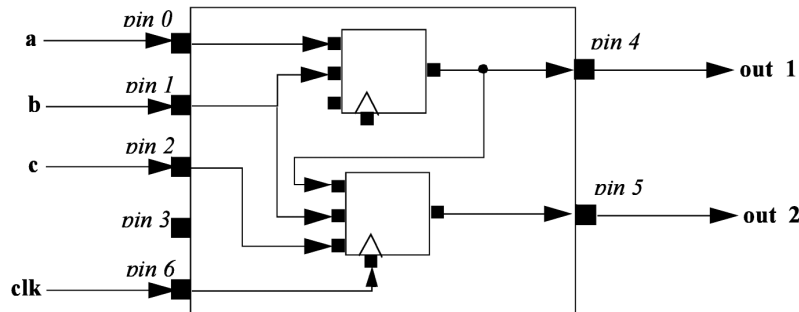 pin 0
a
pin 1
b
pin 2
c
pin 3
pin 6
clk
pin 4
out 1
pin 5
out 2